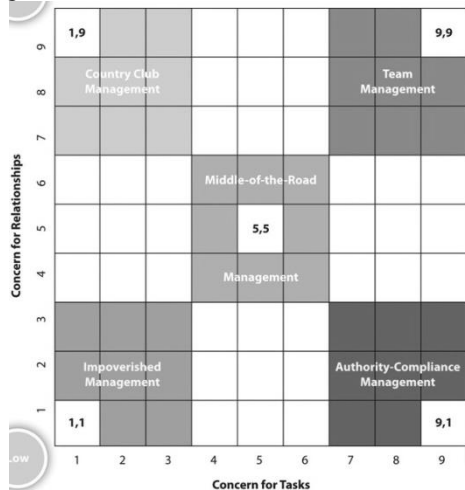 1,9
9,9
Country Club
Management
Team
Management
Middle-of-the-Road
5,5
Management
Impoverished
Management
Authority-Compliance
Management
1,1
9,1
Concern for Relationships
9
8
7
6
5
4
3
2
1
Low
1 2 3 4 5 6 7 8 9
Concern for Tasks